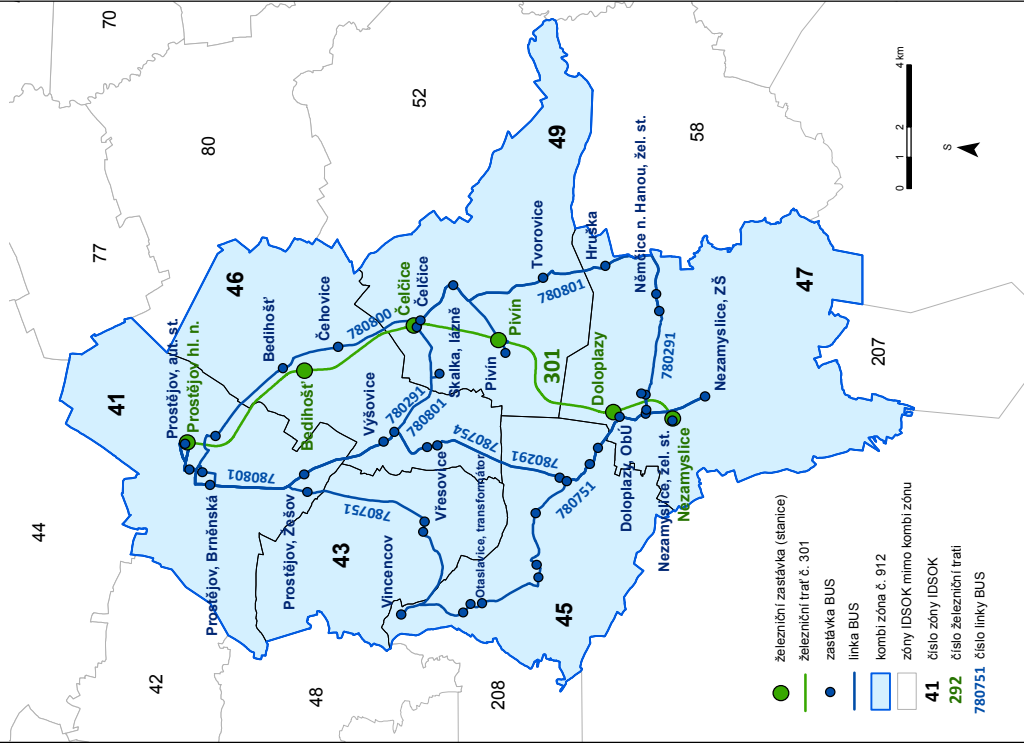 70
80
52
77
44
42
48
208
58
207
41
46
43
45
49
47
Prostějov, aut. st.
Prostějov hl. n.
Bedihošť
Bedihošť
Čehovice
780800
Čelčice
Čelčice
Prostějov, Brněnská
780801
Prostějov, Žešov
780751
Výšovice
780291
780801
Skalka, lázně
Pivín
Pivín
301
Tvorovice
780801
Hruška
Němčice n. Hanou, žel. st.
Vřesovice
780754
780291
780751
Vincencov
Otaslavice, transformátor
Doloplazy
Doloplazy, ObÚ
780291
Nezamyslice, ZŠ
Nezamyslice, žel. st.
Nezamyslice
0 1 2 4 km
S
železniční zastávka (stanice)
železniční trať č. 301
zastávka BUS
linka BUS
kombi zóna č. 912
zóny IDSOK mimo kombi zónu
41 číslo zóny IDSOK
292 číslo železniční trati
780751 číslo linky BUS